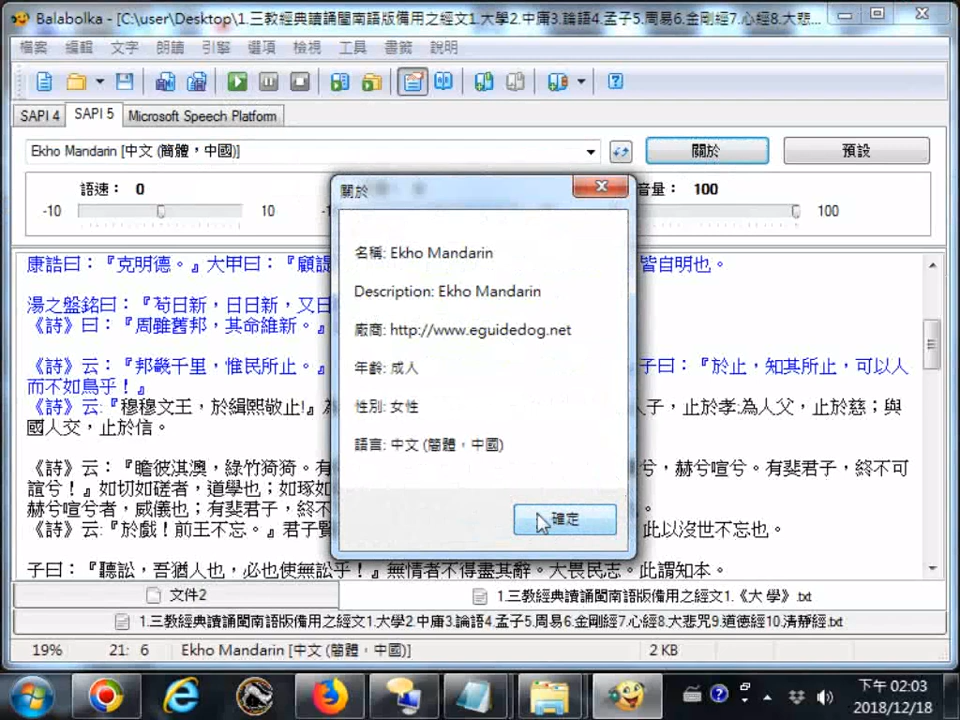 Balabolka - [C:\user\Desktop\1.三教經典讀誦閩南語版備用之經文1.大學2.中庸3.論語4.孟子5.周易6.金剛經7.心經8.大悲...
檔案 編輯 文字 朗讀 引擎 選項 檢視 工具 書籤 說明
SAPI 4 SAPI 5 Microsoft Speech Platform
Ekho Mandarin [中文 (簡體，中國)] 關於 預設
語速： 0 音量： 100
-10 10 -1 100
關於
名稱: Ekho Mandarin
Description: Ekho Mandarin
廠商: http://www.eguidedog.net
年齡: 成人
性別: 女性
語言: 中文 (簡體，中國)
確定
康誥曰：『克明德。』大甲曰：『顧諟 皆自明也。
湯之盤銘曰：『苟日新，日日新，又日
《詩》曰：『周雖舊邦，其命維新。』
《詩》云：『邦畿千里，惟民所止。』 子曰：『於止，知其所止，可以人
而不如鳥乎！』
《詩》云:『穆穆文王，於緝熙敬止!』為 人子，止於孝;為人父，止於慈；與
國人交，止於信。
《詩》云：『瞻彼淇澳，綠竹猗猗。有 兮，赫兮喧兮。有斐君子，終不可
諠兮！』如切如磋者，道學也；如琢如
赫兮喧兮者，威儀也；有斐君子，終不 。
《詩》云:『於戲！前王不忘。』君子賢 此以沒世不忘也。
子曰：『聽訟，吾猶人也，必也使無訟乎！』無情者不得盡其辭。大畏民志。此謂知本。
文件2 1.三教經典讀誦閩南語版備用之經文1.《大 學》.txt
1.三教經典讀誦閩南語版備用之經文1.大學2.中庸3.論語4.孟子5.周易6.金剛經7.心經8.大悲咒9.道德經10.清靜經.txt
19% 21: 6 Ekho Mandarin [中文 (簡體，中國)] 2 KB
下午 02:03
2018/12/18